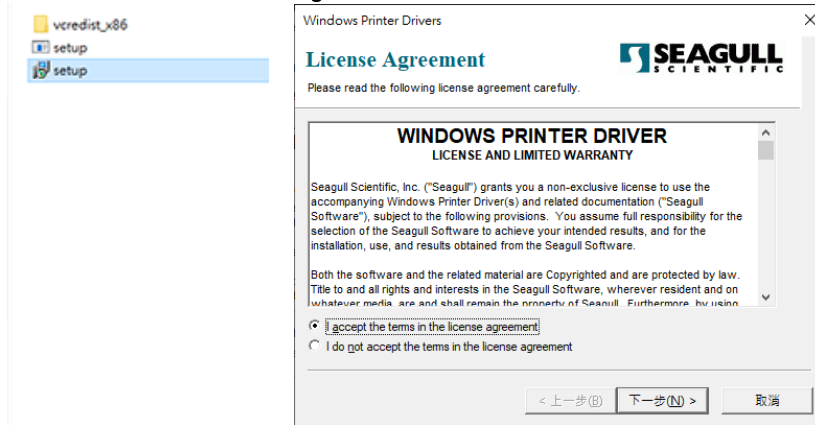 vcredist_x86
setup
setup
Windows Printer Drivers
License Agreement
SEAGULL
SCIENTIFIC
Please read the following license agreement carefully.
WINDOWS PRINTER DRIVER
LICENSE AND LIMITED WARRANTY
Seagull Scientific, Inc. ("Seagull") grants you a non-exclusive license to use the
accompanying Windows Printer Driver(s) and related documentation ("Seagull
Software"), subject to the following provisions. You assume full responsibility for the
selection of the Seagull Software to achieve your intended results, and for the
installation, use, and results obtained from the Seagull Software.
Both the software and the related material are Copyrighted and are protected by law.
Title to and all rights and interests in the Seagull Software, wherever resident and on
whatever media, are and shall remain the property of Seagull. Furthermore, by using
I accept the terms in the license agreement
I do not accept the terms in the license agreement
< 上一步(B)
下一步(N) >
取消